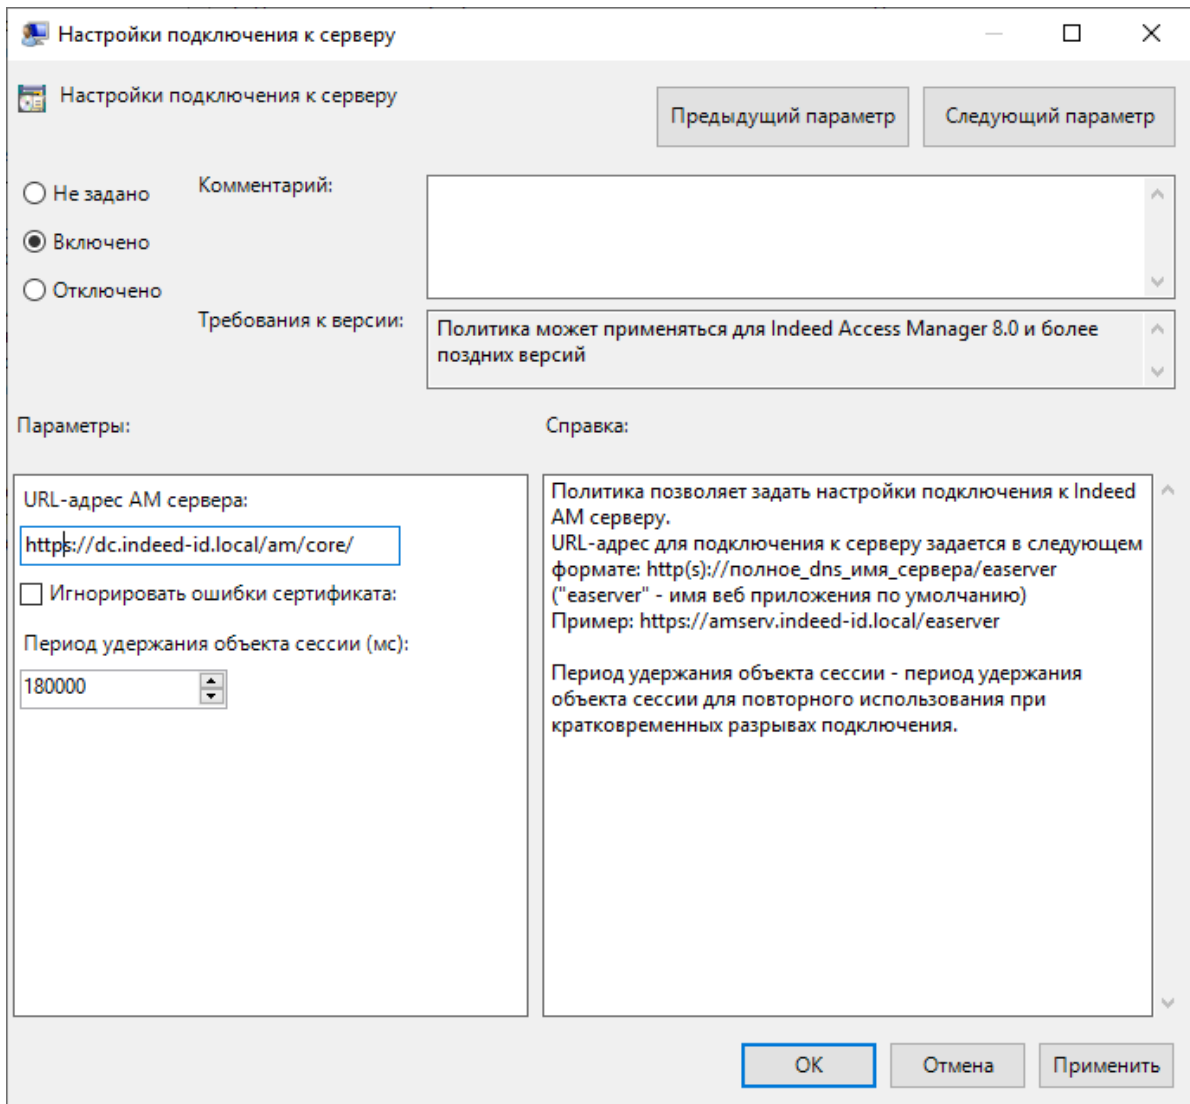 Настройки подключения к серверу
Настройки подключения к серверу
Предыдущий параметр
Следующий параметр
Не задано
Включено
Отключено
Комментарий:
Требования к версии:
Политика может применяться для Indeed Access Manager 8.0 и более
поздних версий
Параметры:
Справка:
URL-адрес AM сервера:
https://dc.indeed-id.local/am/core/
Игнорировать ошибки сертификата:
Период удержания объекта сессии (мс):
180000
Политика позволяет задать настройки подключения к Indeed
AM серверу.
URL-адрес для подключения к серверу задается в следующем
формате: http(s)://полное_dns_имя_сервера/easerver
("easerver" - имя веб приложения по умолчанию)
Пример: https://amserv.indeed-id.local/easerver
Период удержания объекта сессии - период удержания
объекта сессии для повторного использования при
кратковременных разрывах подключения.
OK
Отмена
Применить